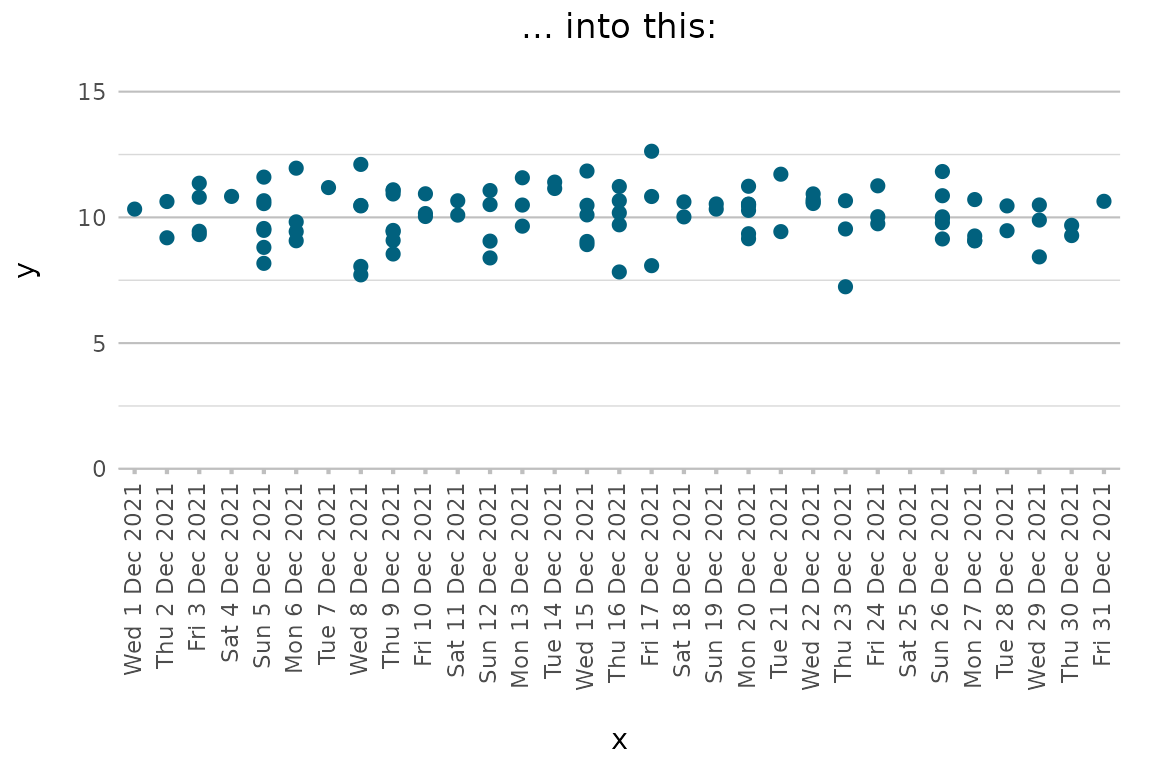 ... into this:
15
10
5
0
y
Wed 1 Dec 2021
Thu 2 Dec 2021
Fri 3 Dec 2021
Sat 4 Dec 2021
Sun 5 Dec 2021
Mon 6 Dec 2021
Tue 7 Dec 2021
Wed 8 Dec 2021
Thu 9 Dec 2021
Fri 10 Dec 2021
Sat 11 Dec 2021
Sun 12 Dec 2021
Mon 13 Dec 2021
Tue 14 Dec 2021
Wed 15 Dec 2021
Thu 16 Dec 2021
Fri 17 Dec 2021
Sat 18 Dec 2021
Sun 19 Dec 2021
Mon 20 Dec 2021
Tue 21 Dec 2021
Wed 22 Dec 2021
Thu 23 Dec 2021
Fri 24 Dec 2021
Sat 25 Dec 2021
Sun 26 Dec 2021
Mon 27 Dec 2021
Tue 28 Dec 2021
Wed 29 Dec 2021
Thu 30 Dec 2021
Fri 31 Dec 2021
x